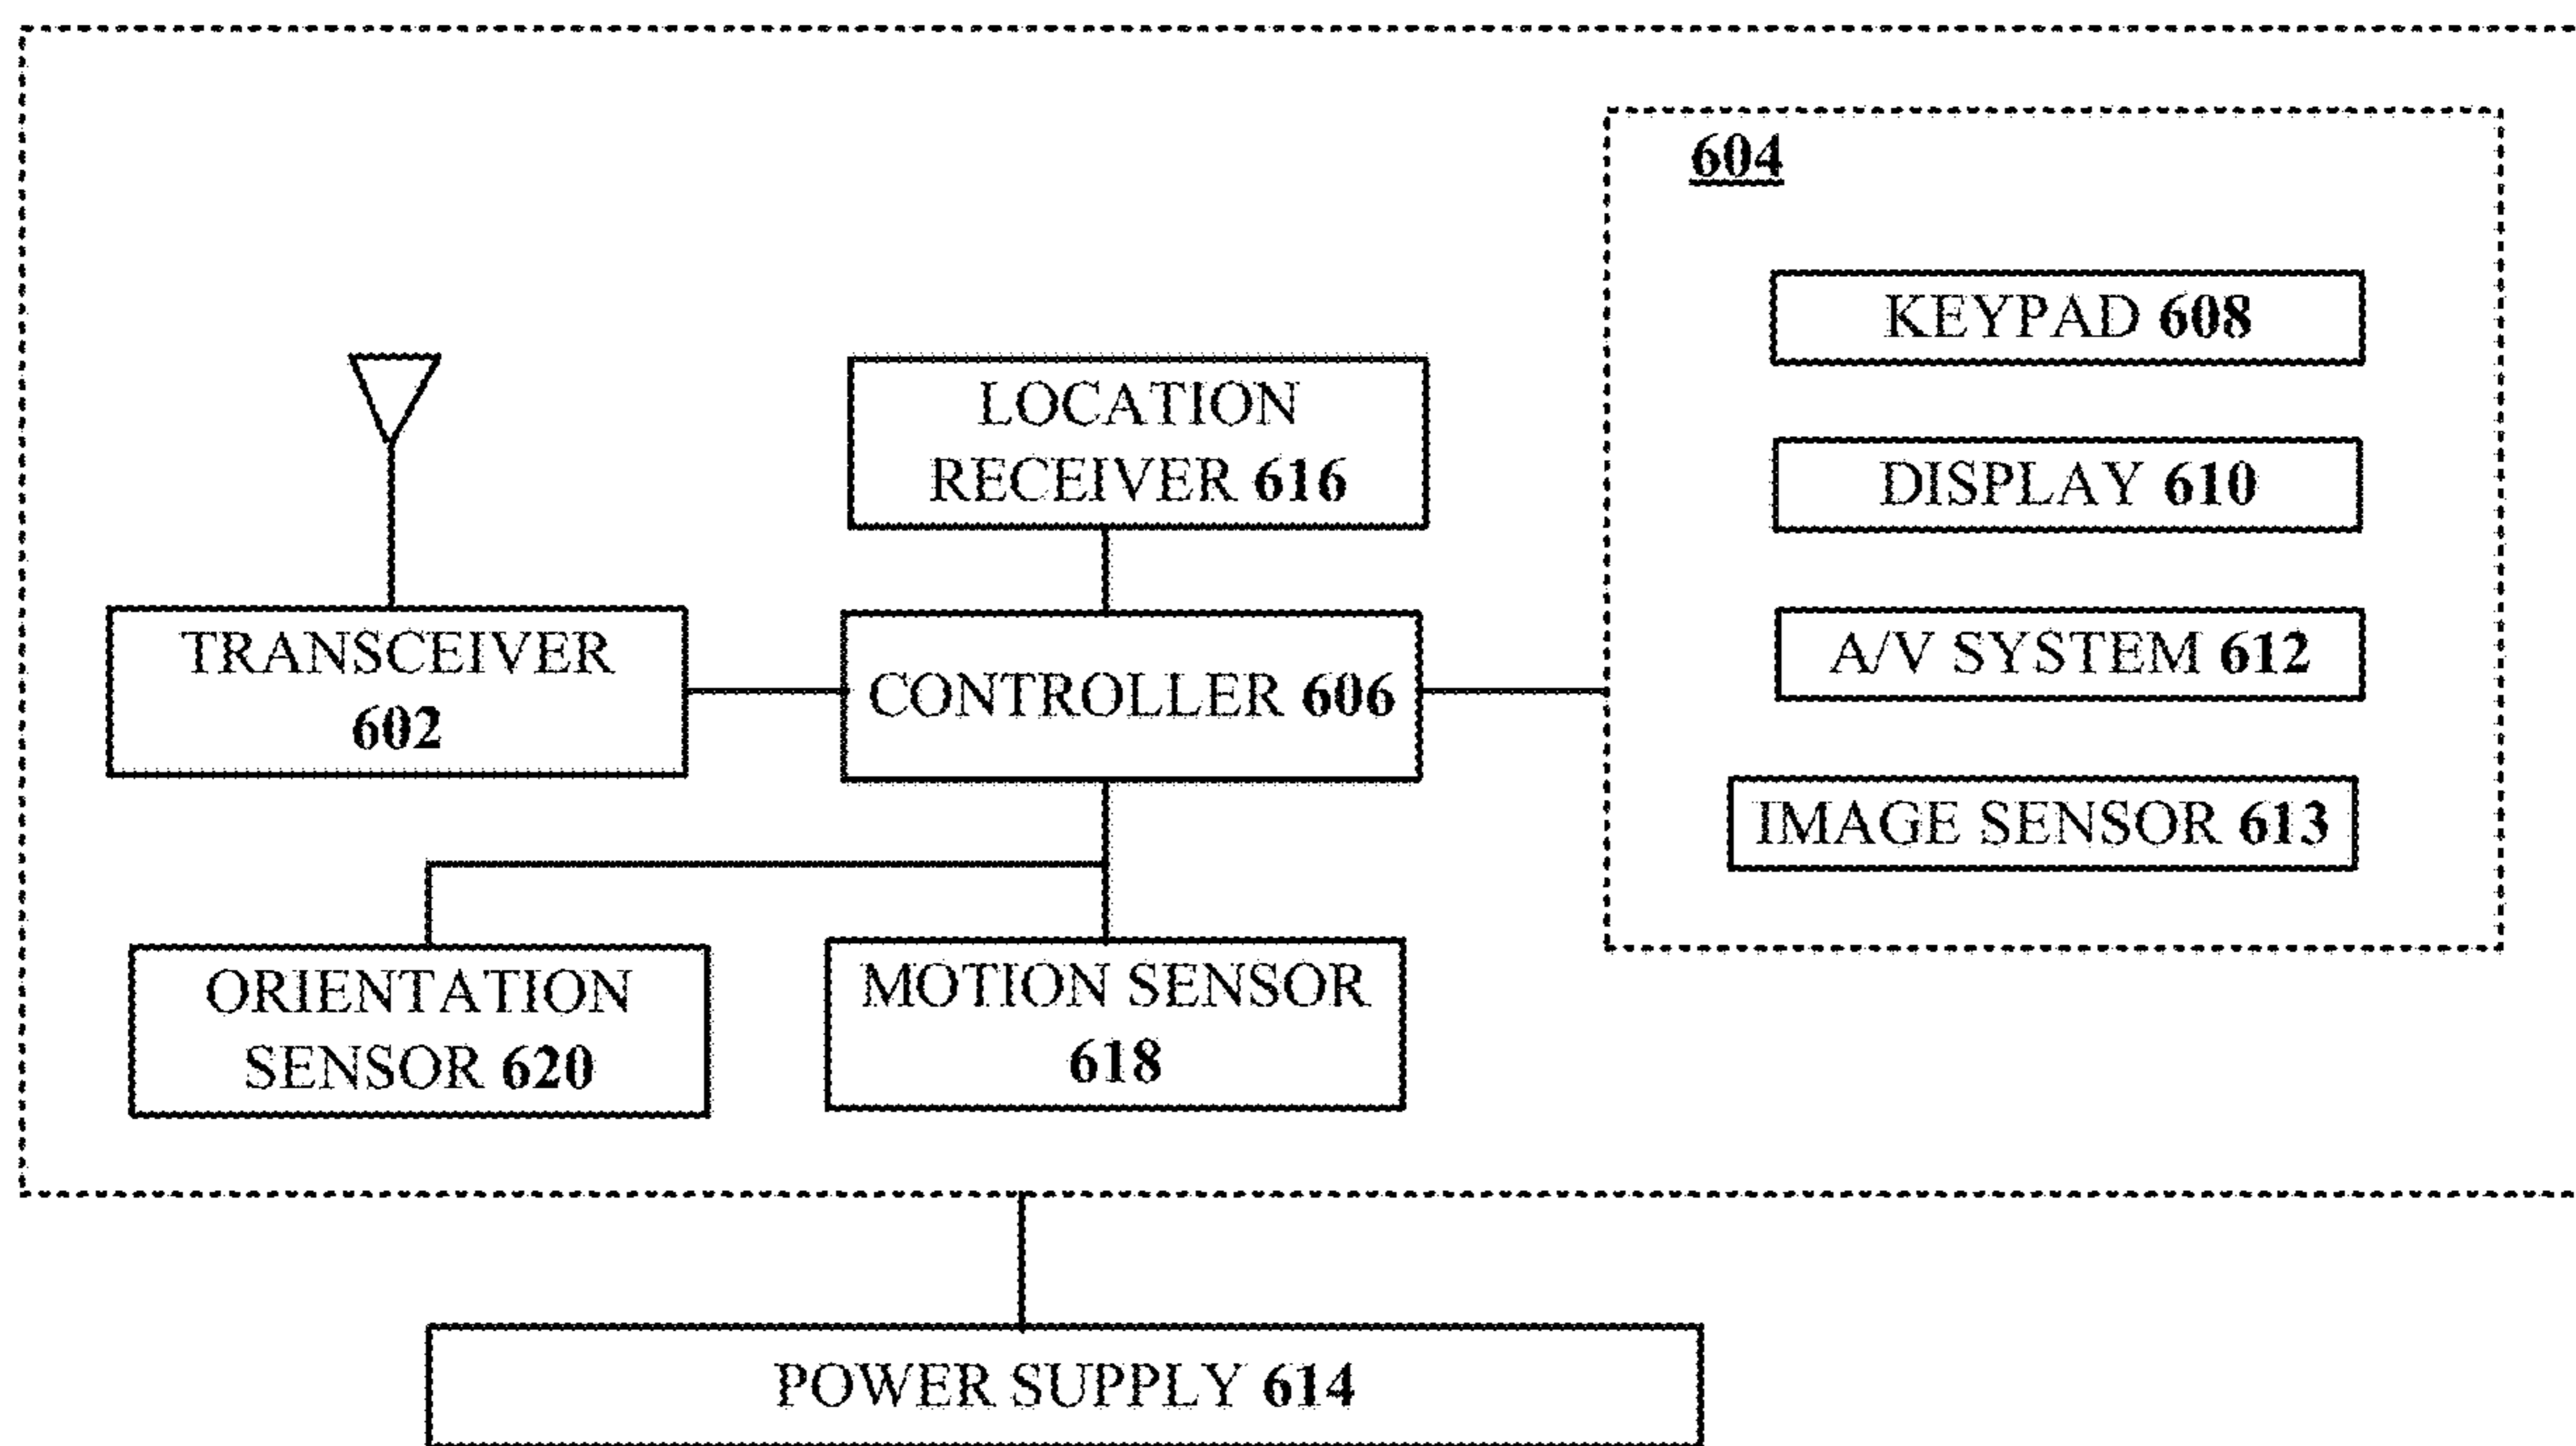 604
KEYPAD 608
LOCATION
RECEIVER 616
DISPLAY 610
TRANSCEIVER
602
CONTROLLER 606
A/V SYSTEM 612
IMAGE SENSOR 613
ORIENTATION
SENSOR 620
MOTION SENSOR
618
POWER SUPPLY 614